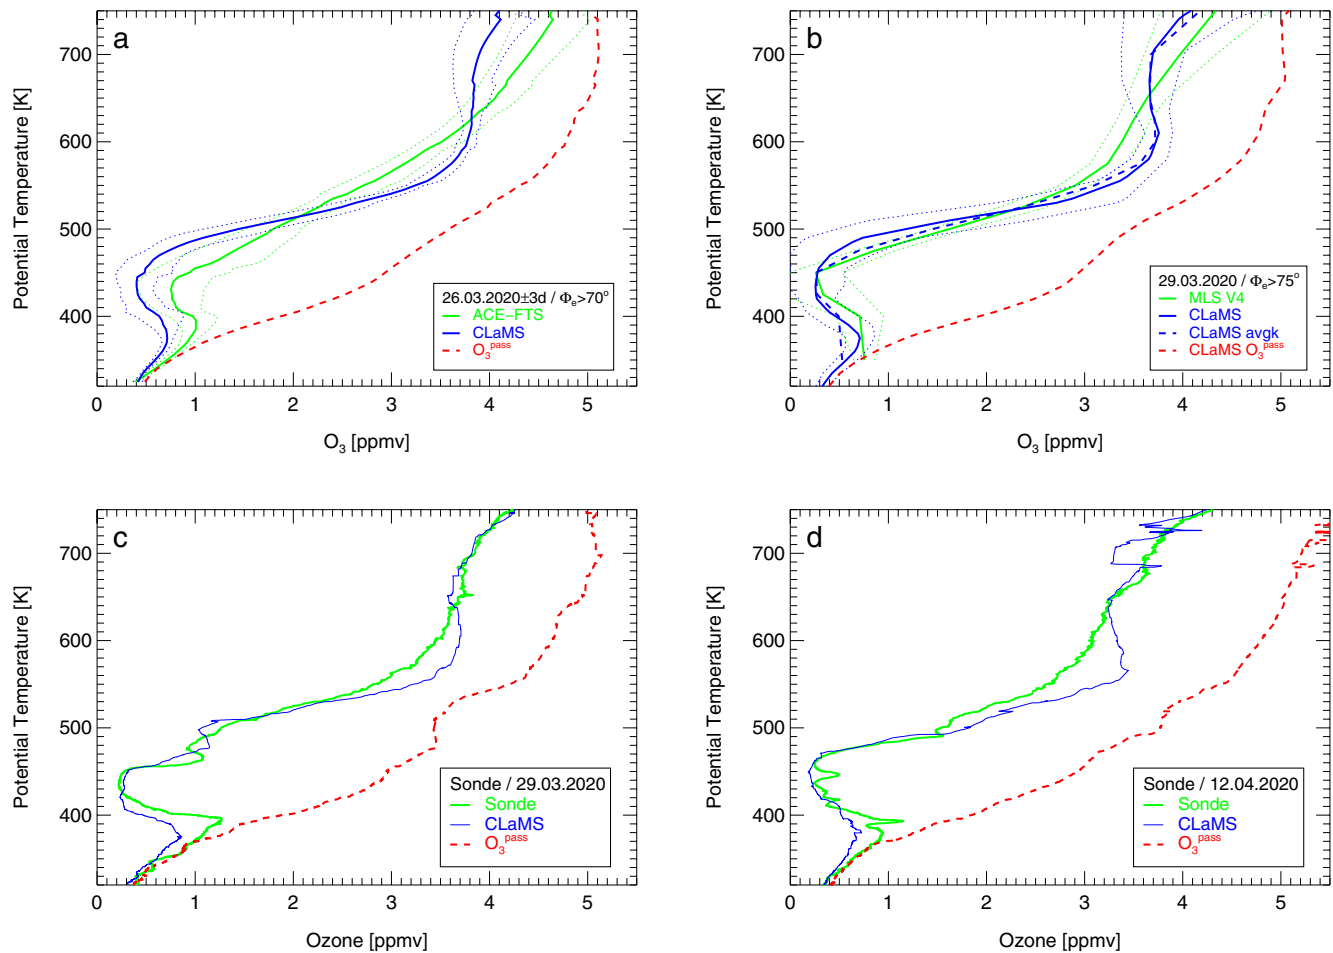 a
Potential Temperature [K]
700
600
500
400
0 1 2 3 4 5
O₃ [ppmv]
26.03.2020±3d / Φₑ>70°
ACE−FTS
CLaMS
O₃ᵖᵃˢˢ
b
Potential Temperature [K]
700
600
500
400
0 1 2 3 4 5
O₃ [ppmv]
29.03.2020 / Φₑ>75°
MLS V4
CLaMS
CLaMS avgk
CLaMS O₃ᵖᵃˢˢ
c
Potential Temperature [K]
700
600
500
400
0 1 2 3 4 5
Ozone [ppmv]
Sonde / 29.03.2020
Sonde
CLaMS
O₃ᵖᵃˢˢ
d
Potential Temperature [K]
700
600
500
400
0 1 2 3 4 5
Ozone [ppmv]
Sonde / 12.04.2020
Sonde
CLaMS
O₃ᵖᵃˢˢ